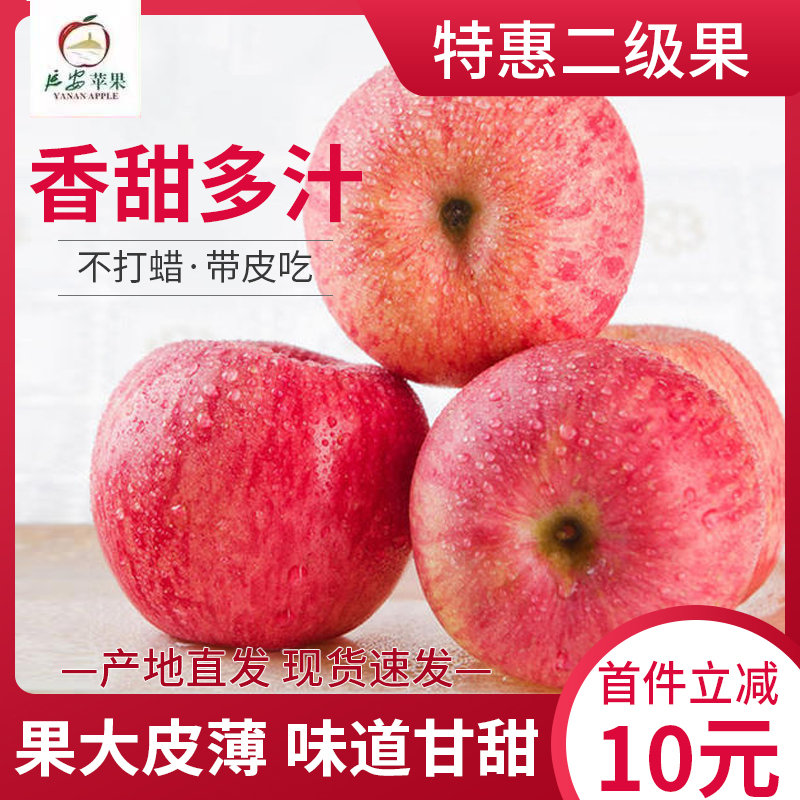 延安苹果
YANAN APPLE
特惠二级果
香甜多汁
不打蜡·带皮吃
—产地直发 现货速发—
果大皮薄 味道甘甜
首件立减
10元